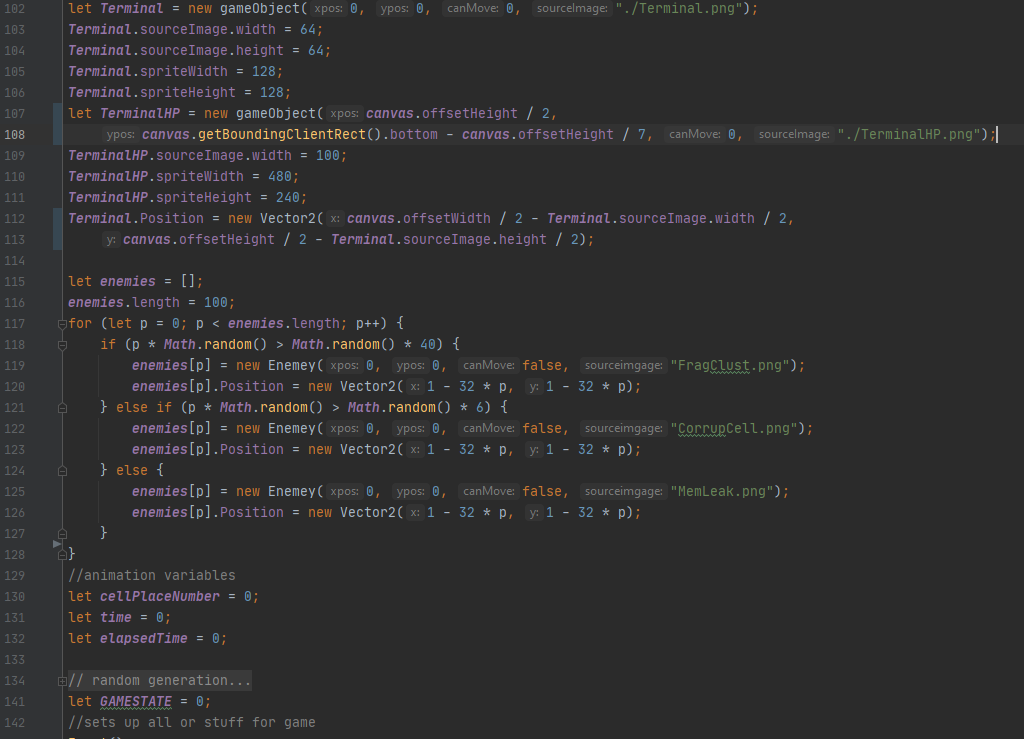 102 let Terminal = new gameObject( xpos: 0, ypos: 0, canMove: 0, sourceImage: "./Terminal.png");
103 Terminal.sourceImage.width = 64;
104 Terminal.sourceImage.height = 64;
105 Terminal.spriteWidth = 128;
106 Terminal.spriteHeight = 128;
107 let TerminalHP = new gameObject( xpos: canvas.offsetHeight / 2,
108 ypos: canvas.getBoundingClientRect().bottom - canvas.offsetHeight / 7, canMove: 0, sourceImage: "./TerminalHP.png");
109 TerminalHP.sourceImage.width = 100;
110 TerminalHP.spriteWidth = 480;
111 TerminalHP.spriteHeight = 240;
112 Terminal.Position = new Vector2( x: canvas.offsetWidth / 2 - Terminal.sourceImage.width / 2,
113 y: canvas.offsetHeight / 2 - Terminal.sourceImage.height / 2);
114
115 let enemies = [];
116 enemies.length = 100;
117 for (let p = 0; p < enemies.length; p++) {
118 if (p * Math.random() > Math.random() * 40) {
119 enemies[p] = new Enemey( xpos: 0, ypos: 0, canMove: false, sourceimgage: "FragClust.png");
120 enemies[p].Position = new Vector2( x: 1 - 32 * p, y: 1 - 32 * p);
121 } else if (p * Math.random() > Math.random() * 6) {
122 enemies[p] = new Enemey( xpos: 0, ypos: 0, canMove: false, sourceimgage: "CorrupCell.png");
123 enemies[p].Position = new Vector2( x: 1 - 32 * p, y: 1 - 32 * p);
124 } else {
125 enemies[p] = new Enemey( xpos: 0, ypos: 0, canMove: false, sourceimgage: "MemLeak.png");
126 enemies[p].Position = new Vector2( x: 1 - 32 * p, y: 1 - 32 * p);
127 }
128 }
129 //animation variables
130 let cellPlaceNumber = 0;
131 let time = 0;
132 let elapsedTime = 0;
133
134 // random generation...
141 let GAMESTATE = 0;
142 //sets up all or stuff for game